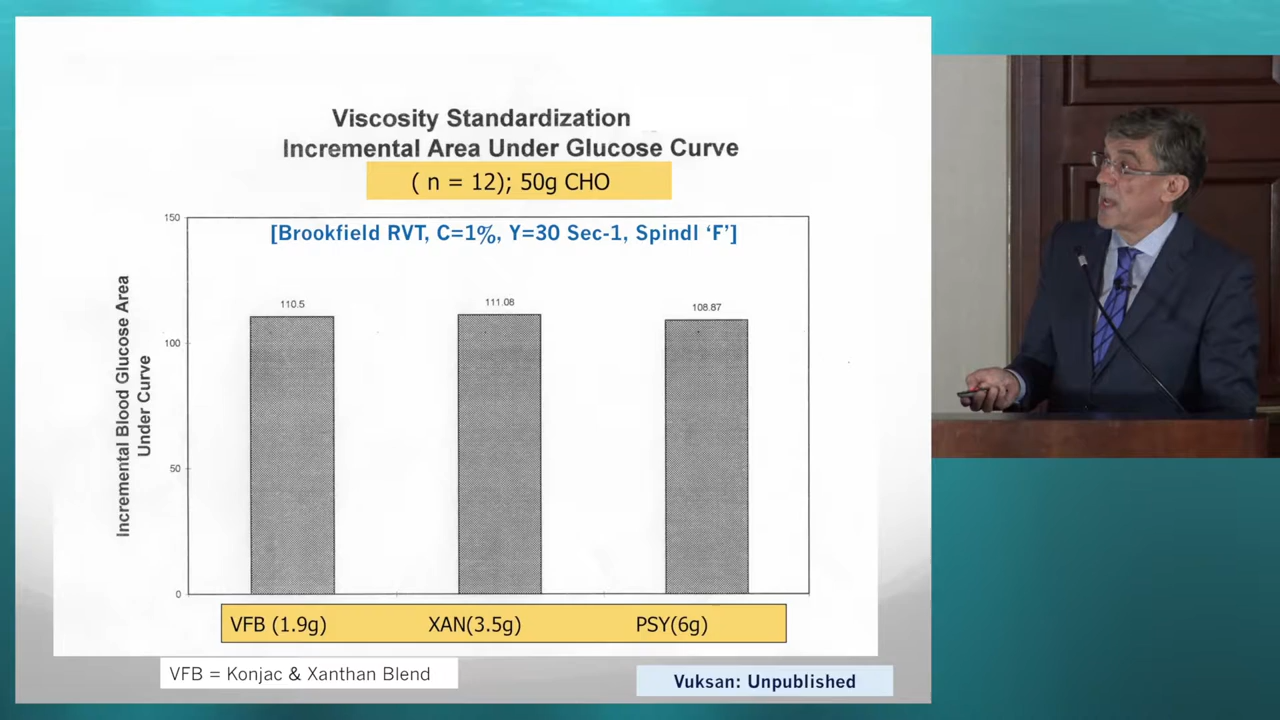 Viscosity Standardization
Incremental Area Under Glucose Curve
( n = 12); 50g CHO
[Brookfield RVT, C=1%, Y=30 Sec-1, Spindl ‘F’]
Incremental Blood Glucose Area
Under Curve
150
100
50
0
110.5
111.08
108.87
VFB (1.9g)
XAN(3.5g)
PSY(6g)
VFB = Konjac & Xanthan Blend
Vuksan: Unpublished